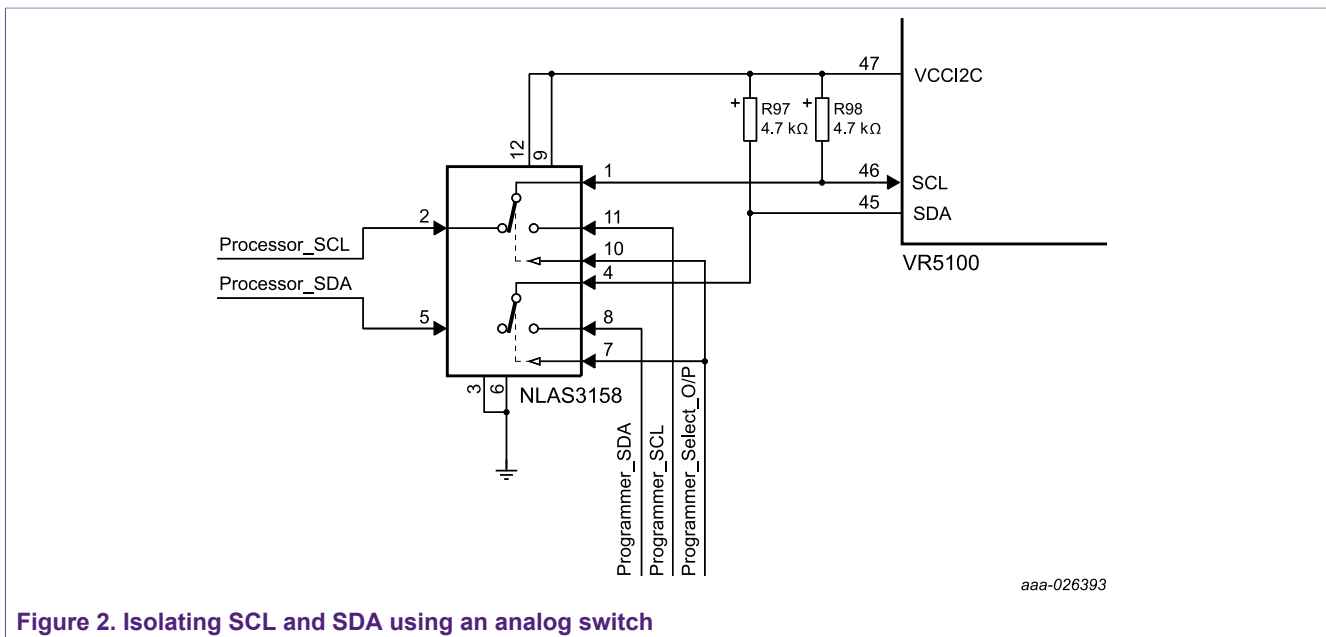 47
VCCI2C
+
R97
4.7 kΩ
+
R98
4.7 kΩ
12
9
1
46
SCL
45
SDA
VR5100
2
11
Processor_SCL
10
Processor_SDA
4
5
8
7
3
6
NLAS3158
Programmer_SDA
Programmer_SCL
Programmer_Select_O/P
aaa-026393
Figure 2. Isolating SCL and SDA using an analog switch